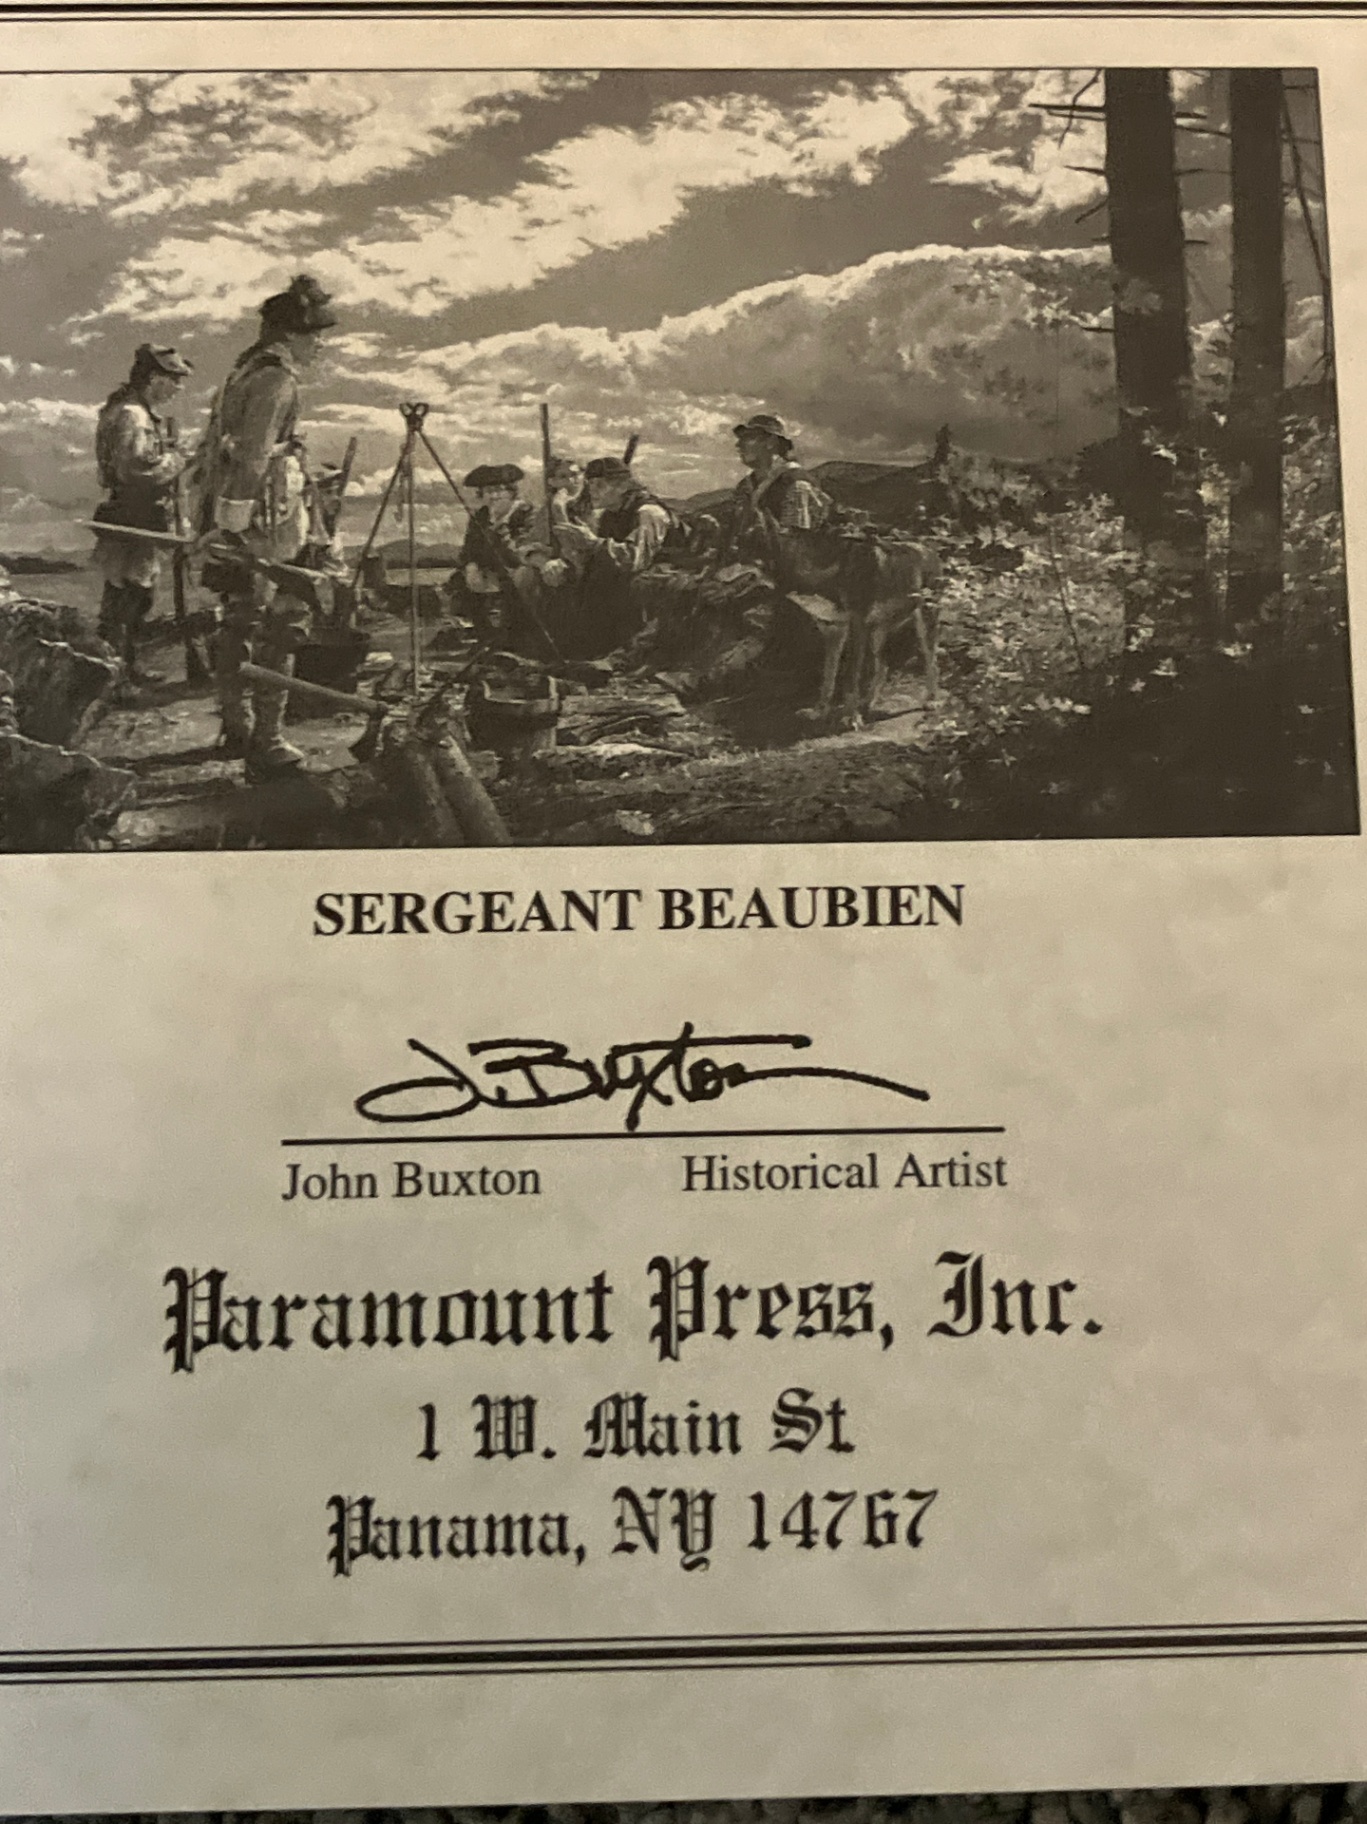 SERGEANT BEAUBIEN
J. Buxton
John Buxton Historical Artist
Paramount Press, Inc.
1 W. Main St
Panama, NY 14767